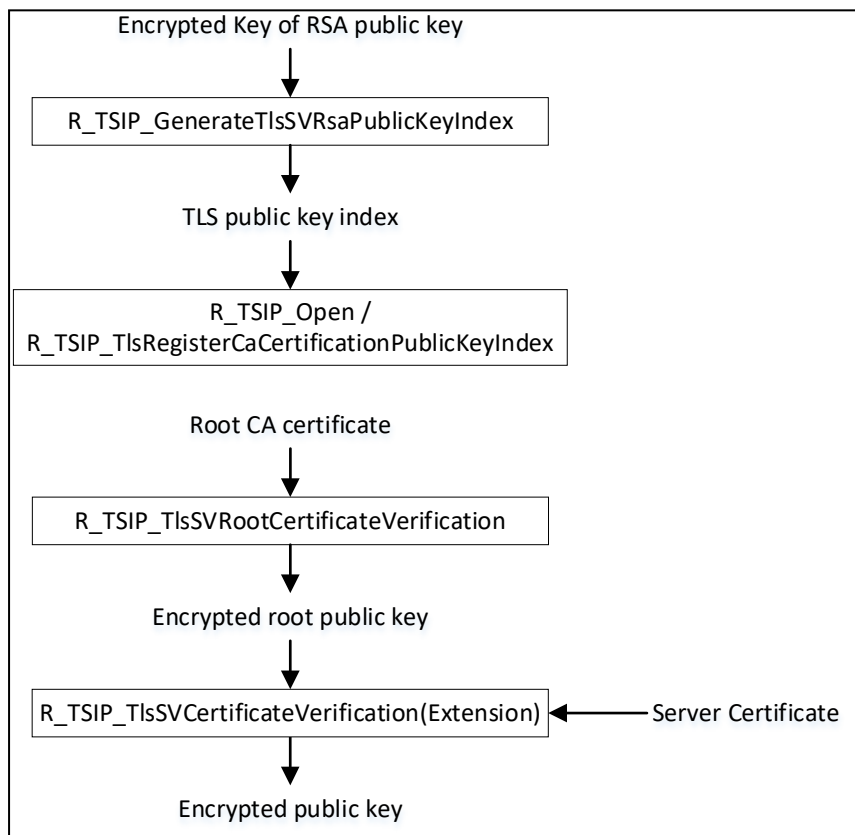 Encrypted Key of RSA public key
R_TSIP_GenerateTlsSVRsaPublicKeyIndex
TLS public key index
R_TSIP_Open /
R_TSIP_TlsRegisterCaCertificationPublicKeyIndex
Root CA certificate
R_TSIP_TlsSVRootCertificateVerification
Encrypted root public key
R_TSIP_TlsSVCertificateVerification(Extension)
Server Certificate
Encrypted public key